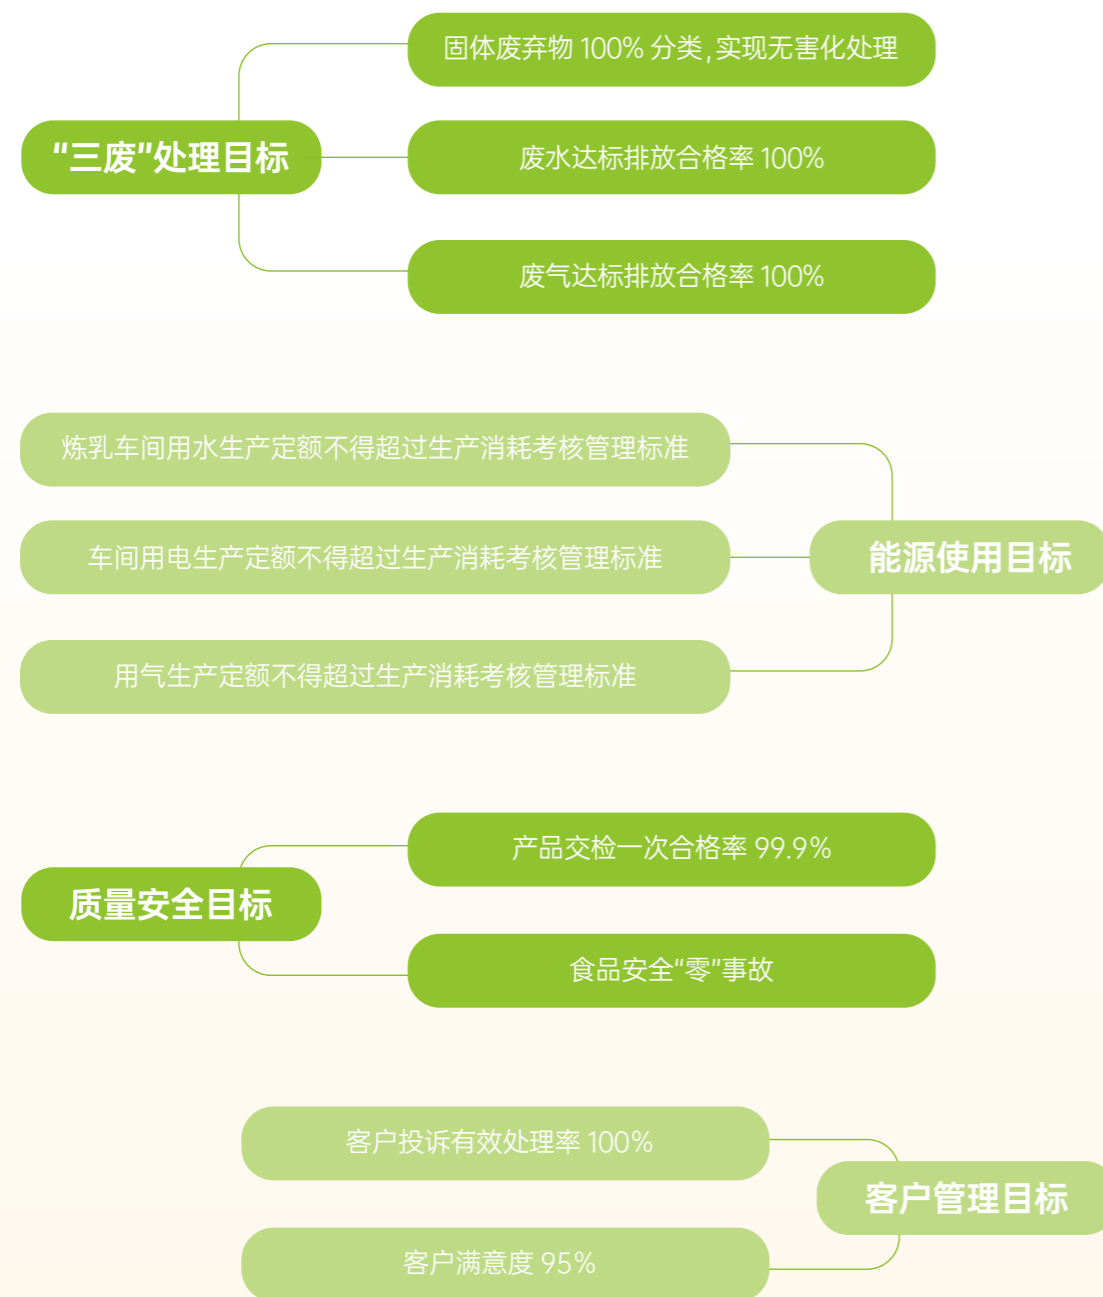 固体废弃物 100% 分类,实现无害化处理
"三废"处理目标
废水达标排放合格率 100%
废气达标排放合格率 100%
炼乳车间用水生产定额不得超过生产消耗考核管理标准
车间用电生产定额不得超过生产消耗考核管理标准
能源使用目标
用气生产定额不得超过生产消耗考核管理标准
产品交检一次合格率 99.9%
质量安全目标
食品安全"零"事故
客户投诉有效处理率 100%
客户管理目标
客户满意度 95%